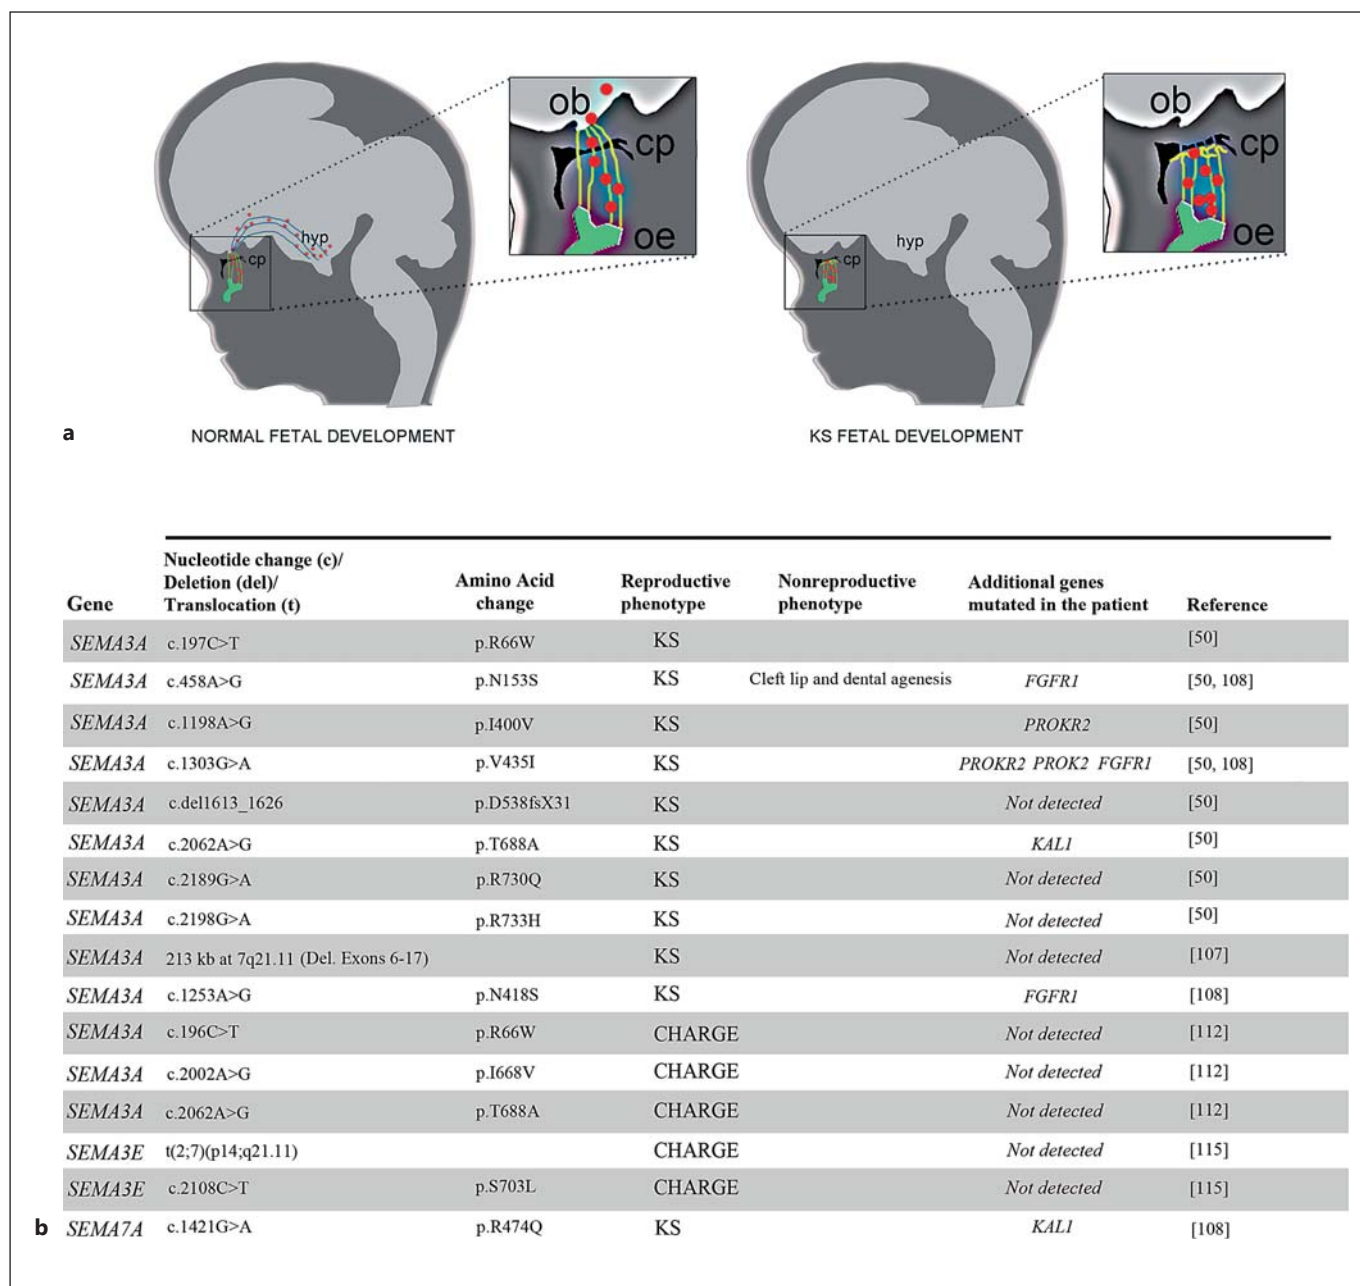 ob
cp
oe
hyp
cp
ob
cp
oe
hyp
cp
a
NORMAL FETAL DEVELOPMENT
KS FETAL DEVELOPMENT
Gene
Nucleotide change (c)/
Deletion (del)/
Translocation (t)
Amino Acid
change
Reproductive
phenotype
Nonreproductive
phenotype
Additional genes
mutated in the patient
Reference
SEMA3A c.197C>T p.R66W KS [50]
SEMA3A c.458A>G p.N153S KS Cleft lip and dental agenesis FGFR1 [50, 108]
SEMA3A c.1198A>G p.I400V KS PROKR2 [50]
SEMA3A c.1303G>A p.V435I KS PROKR2 PROK2 FGFR1 [50, 108]
SEMA3A c.del1613_1626 p.D538fsX31 KS Not detected [50]
SEMA3A c.2062A>G p.T688A KS KAL1 [50]
SEMA3A c.2189G>A p.R730Q KS Not detected [50]
SEMA3A c.2198G>A p.R733H KS Not detected [50]
SEMA3A 213 kb at 7q21.11 (Del. Exons 6-17) KS Not detected [107]
SEMA3A c.1253A>G p.N418S KS FGFR1 [108]
SEMA3A c.196C>T p.R66W CHARGE Not detected [112]
SEMA3A c.2002A>G p.I668V CHARGE Not detected [112]
SEMA3A c.2062A>G p.T688A CHARGE Not detected [112]
SEMA3E t(2;7)(p14;q21.11) CHARGE Not detected [115]
SEMA3E c.2108C>T p.S703L CHARGE Not detected [115]
b SEMA7A c.1421G>A p.R474Q KS KAL1 [108]